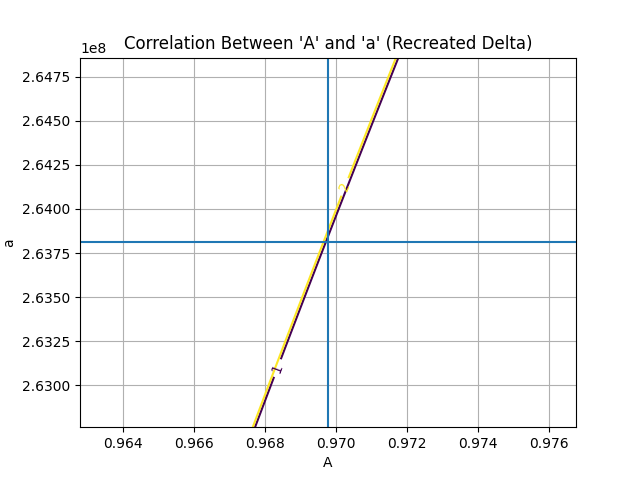 Correlation Between 'A' and 'a' (Recreated Delta)
1e8
2.6475
2.6450
2.6425
2.6400
2.6375
2.6350
2.6325
2.6300
a
1
0.964 0.966 0.968 0.970 0.972 0.974 0.976
A